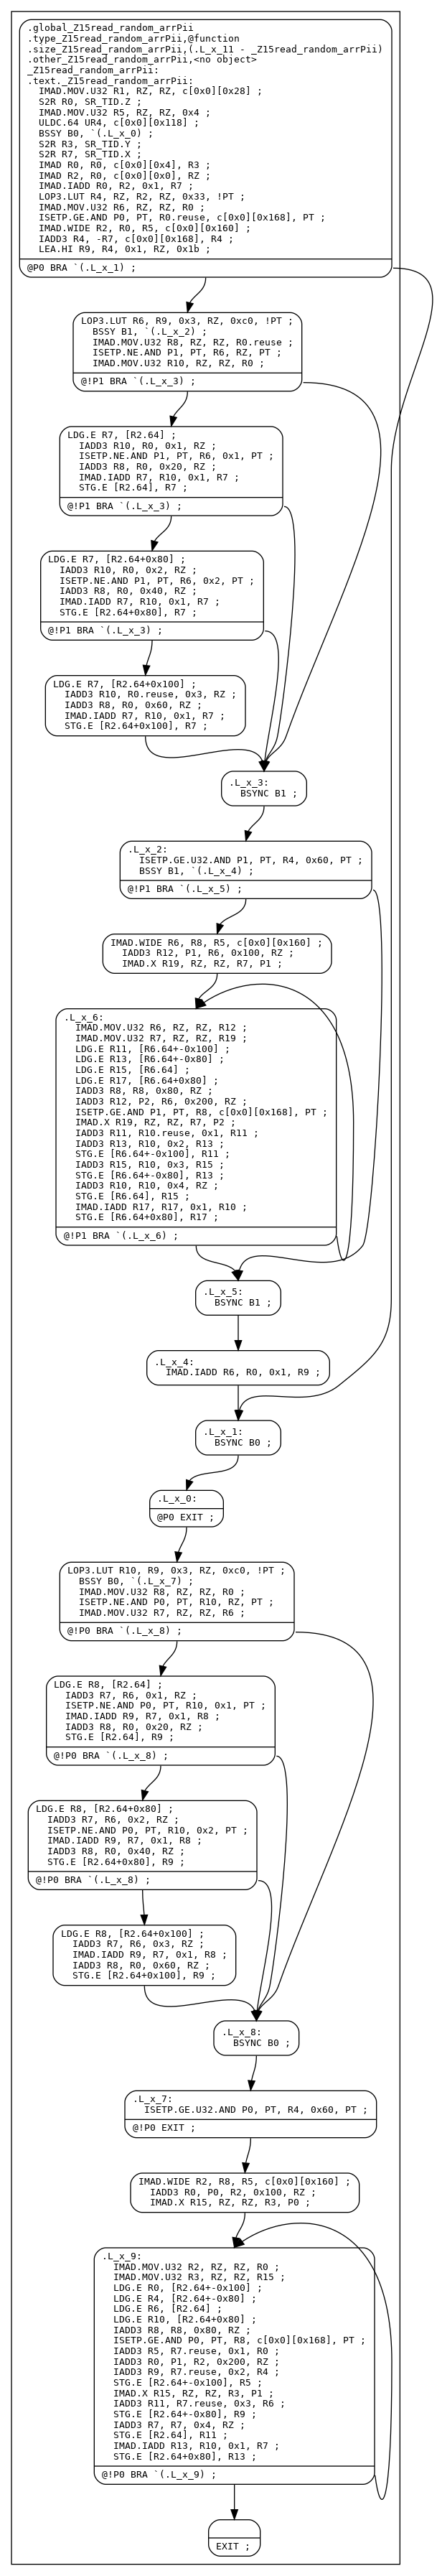 .global_Z15read_random_arrPii
.type_Z15read_random_arrPii,@function
.size_Z15read_random_arrPii,(.L_x_11 - _Z15read_random_arrPii)
.other_Z15read_random_arrPii,<no object>
_Z15read_random_arrPii:
.text._Z15read_random_arrPii:
IMAD.MOV.U32 R1, RZ, RZ, c[0x0][0x28] ;
S2R R0, SR_TID.Z ;
IMAD.MOV.U32 R5, RZ, RZ, 0x4 ;
ULDC.64 UR4, c[0x0][0x118] ;
BSSY B0, `(.L_x_0) ;
S2R R3, SR_TID.Y ;
S2R R7, SR_TID.X ;
IMAD R0, R0, c[0x0][0x4], R3 ;
IMAD R2, R0, c[0x0][0x0], RZ ;
IMAD.IADD R0, R2, 0x1, R7 ;
LOP3.LUT R4, RZ, R2, RZ, 0x33, !PT ;
IMAD.MOV.U32 R6, RZ, RZ, R0 ;
ISETP.GE.AND P0, PT, R0.reuse, c[0x0][0x168], PT ;
IMAD.WIDE R2, R0, R5, c[0x0][0x160] ;
IADD3 R4, -R7, c[0x0][0x168], R4 ;
LEA.HI R9, R4, 0x1, RZ, 0x1b ;
@P0 BRA `(.L_x_1) ;
LOP3.LUT R6, R9, 0x3, RZ, 0xc0, !PT ;
BSSY B1, `(.L_x_2) ;
IMAD.MOV.U32 R8, RZ, RZ, R0.reuse ;
ISETP.NE.AND P1, PT, R6, RZ, PT ;
IMAD.MOV.U32 R10, RZ, RZ, R0 ;
@!P1 BRA `(.L_x_3) ;
LDG.E R7, [R2.64] ;
IADD3 R10, R0, 0x1, RZ ;
ISETP.NE.AND P1, PT, R6, 0x1, PT ;
IADD3 R8, R0, 0x20, RZ ;
IMAD.IADD R7, R10, 0x1, R7 ;
STG.E [R2.64], R7 ;
@!P1 BRA `(.L_x_3) ;
LDG.E R7, [R2.64+0x80] ;
IADD3 R10, R0, 0x2, RZ ;
ISETP.NE.AND P1, PT, R6, 0x2, PT ;
IADD3 R8, R0, 0x40, RZ ;
IMAD.IADD R7, R10, 0x1, R7 ;
STG.E [R2.64+0x80], R7 ;
@!P1 BRA `(.L_x_3) ;
LDG.E R7, [R2.64+0x100] ;
IADD3 R10, R0.reuse, 0x3, RZ ;
IADD3 R8, R0, 0x60, RZ ;
IMAD.IADD R7, R10, 0x1, R7 ;
STG.E [R2.64+0x100], R7 ;
.L_x_3:
BSYNC B1 ;
.L_x_2:
ISETP.GE.U32.AND P1, PT, R4, 0x60, PT ;
BSSY B1, `(.L_x_4) ;
@!P1 BRA `(.L_x_5) ;
IMAD.WIDE R6, R8, R5, c[0x0][0x160] ;
IADD3 R12, P1, R6, 0x100, RZ ;
IMAD.X R19, RZ, RZ, R7, P1 ;
.L_x_6:
IMAD.MOV.U32 R6, RZ, RZ, R12 ;
IMAD.MOV.U32 R7, RZ, RZ, R19 ;
LDG.E R11, [R6.64+-0x100] ;
LDG.E R13, [R6.64+-0x80] ;
LDG.E R15, [R6.64] ;
LDG.E R17, [R6.64+0x80] ;
IADD3 R8, R8, 0x80, RZ ;
IADD3 R12, P2, R6, 0x200, RZ ;
ISETP.GE.AND P1, PT, R8, c[0x0][0x168], PT ;
IMAD.X R19, RZ, RZ, R7, P2 ;
IADD3 R11, R10.reuse, 0x1, R11 ;
IADD3 R13, R10, 0x2, R13 ;
STG.E [R6.64+-0x100], R11 ;
IADD3 R15, R10, 0x3, R15 ;
STG.E [R6.64+-0x80], R13 ;
IADD3 R10, R10, 0x4, RZ ;
STG.E [R6.64], R15 ;
IMAD.IADD R17, R17, 0x1, R10 ;
STG.E [R6.64+0x80], R17 ;
@!P1 BRA `(.L_x_6) ;
.L_x_5:
BSYNC B1 ;
.L_x_4:
IMAD.IADD R6, R0, 0x1, R9 ;
.L_x_1:
BSYNC B0 ;
.L_x_0:
@P0 EXIT ;
LOP3.LUT R10, R9, 0x3, RZ, 0xc0, !PT ;
BSSY B0, `(.L_x_7) ;
IMAD.MOV.U32 R8, RZ, RZ, R0 ;
ISETP.NE.AND P0, PT, R10, RZ, PT ;
IMAD.MOV.U32 R7, RZ, RZ, R6 ;
@!P0 BRA `(.L_x_8) ;
LDG.E R8, [R2.64] ;
IADD3 R7, R6, 0x1, RZ ;
ISETP.NE.AND P0, PT, R10, 0x1, PT ;
IMAD.IADD R9, R7, 0x1, R8 ;
IADD3 R8, R0, 0x20, RZ ;
STG.E [R2.64], R9 ;
@!P0 BRA `(.L_x_8) ;
LDG.E R8, [R2.64+0x80] ;
IADD3 R7, R6, 0x2, RZ ;
ISETP.NE.AND P0, PT, R10, 0x2, PT ;
IMAD.IADD R9, R7, 0x1, R8 ;
IADD3 R8, R0, 0x40, RZ ;
STG.E [R2.64+0x80], R9 ;
@!P0 BRA `(.L_x_8) ;
LDG.E R8, [R2.64+0x100] ;
IADD3 R7, R6, 0x3, RZ ;
IMAD.IADD R9, R7, 0x1, R8 ;
IADD3 R8, R0, 0x60, RZ ;
STG.E [R2.64+0x100], R9 ;
.L_x_8:
BSYNC B0 ;
.L_x_7:
ISETP.GE.U32.AND P0, PT, R4, 0x60, PT ;
@!P0 EXIT ;
IMAD.WIDE R2, R8, R5, c[0x0][0x160] ;
IADD3 R0, P0, R2, 0x100, RZ ;
IMAD.X R15, RZ, RZ, R3, P0 ;
.L_x_9:
IMAD.MOV.U32 R2, RZ, RZ, R0 ;
IMAD.MOV.U32 R3, RZ, RZ, R15 ;
LDG.E R0, [R2.64+-0x100] ;
LDG.E R4, [R2.64+-0x80] ;
LDG.E R6, [R2.64] ;
LDG.E R10, [R2.64+0x80] ;
IADD3 R8, R8, 0x80, RZ ;
ISETP.GE.AND P0, PT, R8, c[0x0][0x168], PT ;
IADD3 R5, R7.reuse, 0x1, R0 ;
IADD3 R0, P1, R2, 0x200, RZ ;
IADD3 R9, R7.reuse, 0x2, R4 ;
STG.E [R2.64+-0x100], R5 ;
IMAD.X R15, RZ, RZ, R3, P1 ;
IADD3 R11, R7.reuse, 0x3, R6 ;
STG.E [R2.64+-0x80], R9 ;
IADD3 R7, R7, 0x4, RZ ;
STG.E [R2.64], R11 ;
IMAD.IADD R13, R10, 0x1, R7 ;
STG.E [R2.64+0x80], R13 ;
@!P0 BRA `(.L_x_9) ;
EXIT ;